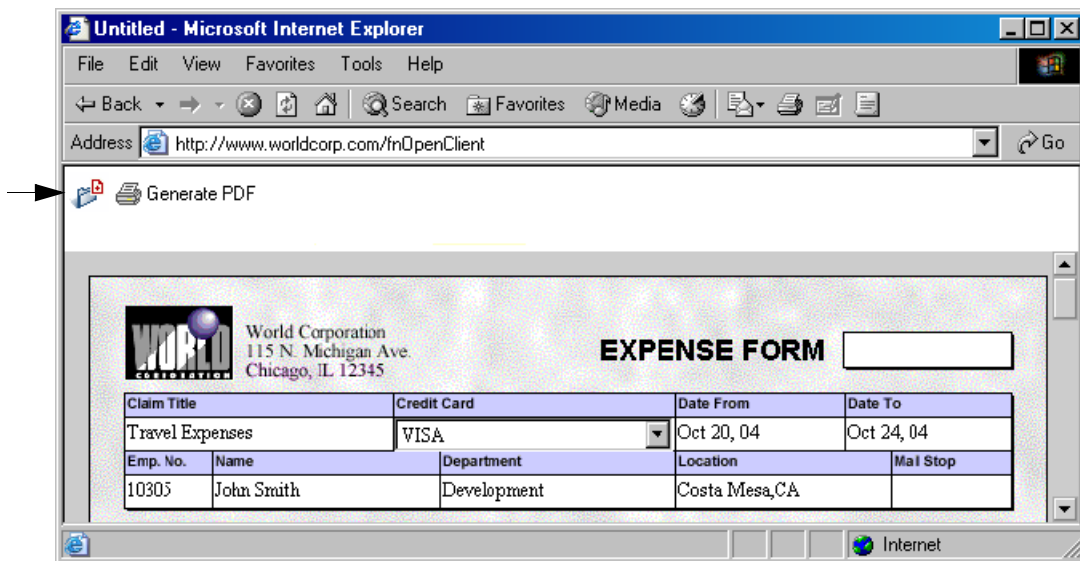 Untitled - Microsoft Internet Explorer
File Edit View Favorites Tools Help
Back Search Favorites Media
Address http://www.worldcorp.com/fnOpenClient Go
Generate PDF
WORLD
CORPORATION
World Corporation
115 N. Michigan Ave.
Chicago, IL 12345
EXPENSE FORM
Claim Title Credit Card Date From Date To
Travel Expenses VISA Oct 20, 04 Oct 24, 04
Emp. No. Name Department Location Mail Stop
10305 John Smith Development Costa Mesa,CA
Internet